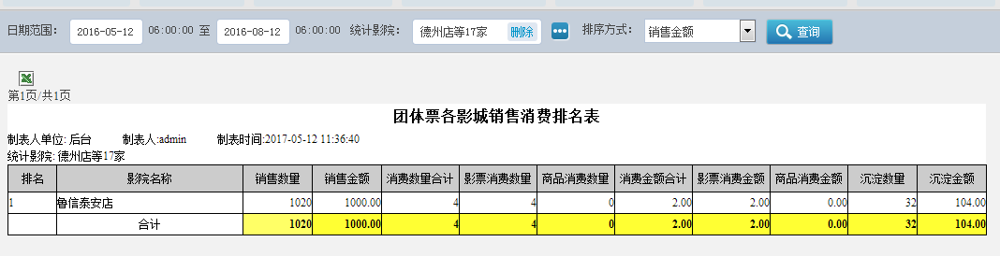 日期范围： 2016-05-12 06:00:00 至 2016-08-12 06:00:00 统计影院： 德州店等17家 删除 排序方式： 销售金额 查询
第1页/共1页
团体票各影城销售消费排名表
制表人单位: 后台 制表人:admin 制表时间:2017-05-12 11:36:40
统计影院: 德州店等17家
排名 影院名称 销售数量 销售金额 消费数量合计 影票消费数量 商品消费数量 消费金额合计 影票消费金额 商品消费金额 沉淀数量 沉淀金额
1 鲁信泰安店 1020 1000.00 4 4 0 2.00 2.00 0.00 32 104.00
合计 1020 1000.00 4 4 0 2.00 2.00 0.00 32 104.00